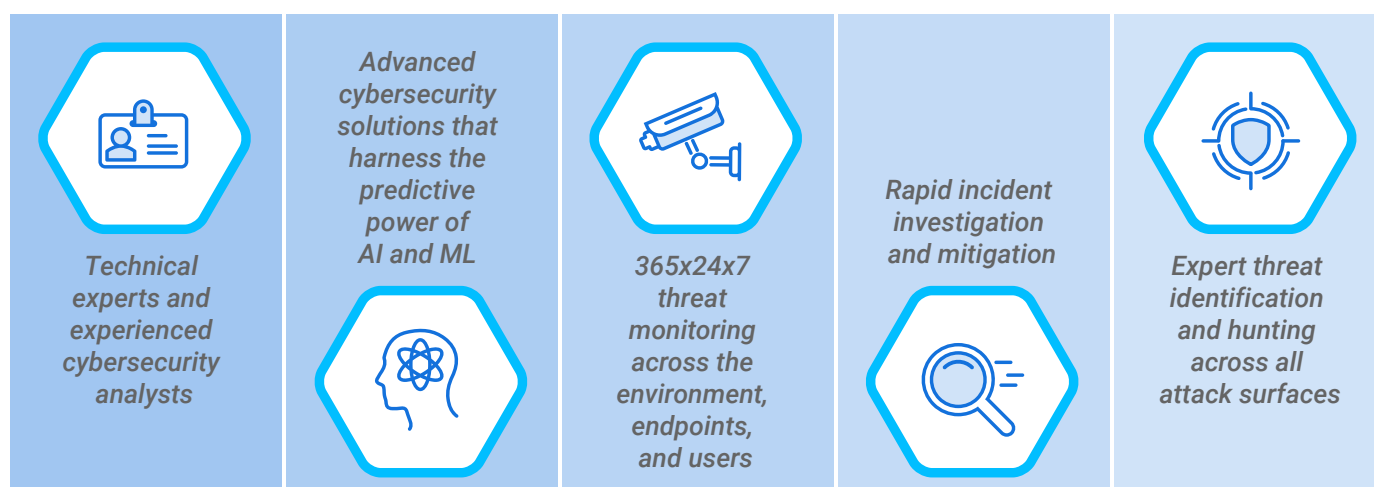 Technical
experts and
experienced
cybersecurity
analysts
Advanced
cybersecurity
solutions that
harness the
predictive
power of
AI and ML
365x24x7
threat
monitoring
across the
environment,
endpoints,
and users
Rapid incident
investigation
and mitigation
Expert threat
identification
and hunting
across all
attack surfaces